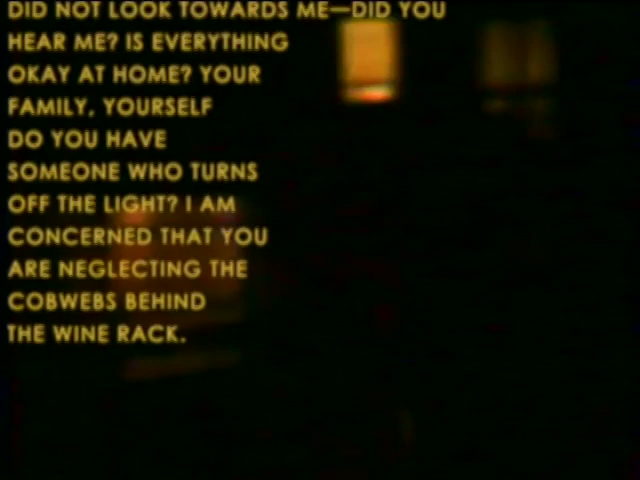 DID NOT LOOK TOWARDS ME—DID YOU
HEAR ME? IS EVERYTHING
OKAY AT HOME? YOUR
FAMILY, YOURSELF
DO YOU HAVE
SOMEONE WHO TURNS
OFF THE LIGHT? I AM
CONCERNED THAT YOU
ARE NEGLECTING THE
COBWEBS BEHIND
THE WINE RACK.